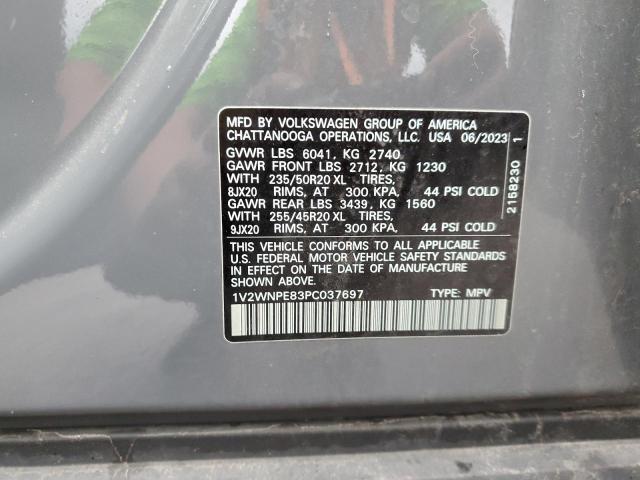 MFD BY VOLKSWAGEN GROUP OF AMERICA
CHATTANOOGA OPERATIONS, LLC. USA 06/2023
GVWR LBS 6041, KG 2740
GAWR FRONT LBS 2712, KG 1230
WITH 235/50R20 XL TIRES,
8JX20 RIMS, AT 300 KPA, 44 PSI COLD
GAWR REAR LBS 3439, KG 1560
WITH 255/45R20 XL TIRES,
9JX20 RIMS, AT 300 KPA, 44 PSI COLD
THIS VEHICLE CONFORMS TO ALL APPLICABLE
U.S. FEDERAL MOTOR VEHICLE SAFETY STANDARDS
IN EFFECT ON THE DATE OF MANUFACTURE
SHOWN ABOVE.
1V2WNPE83PC037697 TYPE: MPV
2158230 1